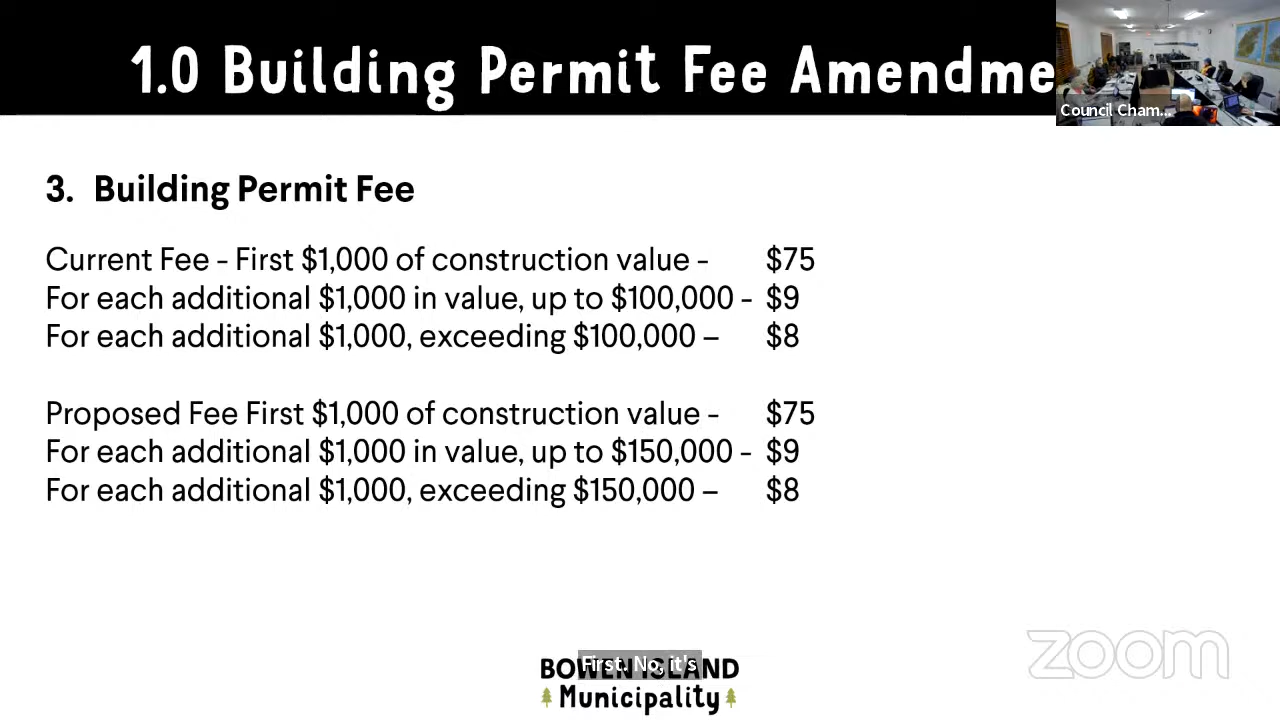 1.0 Building Permit Fee Amendme
Council Cham...
3. Building Permit Fee
Current Fee - First $1,000 of construction value - $75
For each additional $1,000 in value, up to $100,000 - $9
For each additional $1,000, exceeding $100,000 – $8
Proposed Fee First $1,000 of construction value - $75
For each additional $1,000 in value, up to $150,000 - $9
For each additional $1,000, exceeding $150,000 – $8
zoom
First. No, it's
BOWEN ISLAND
Municipality